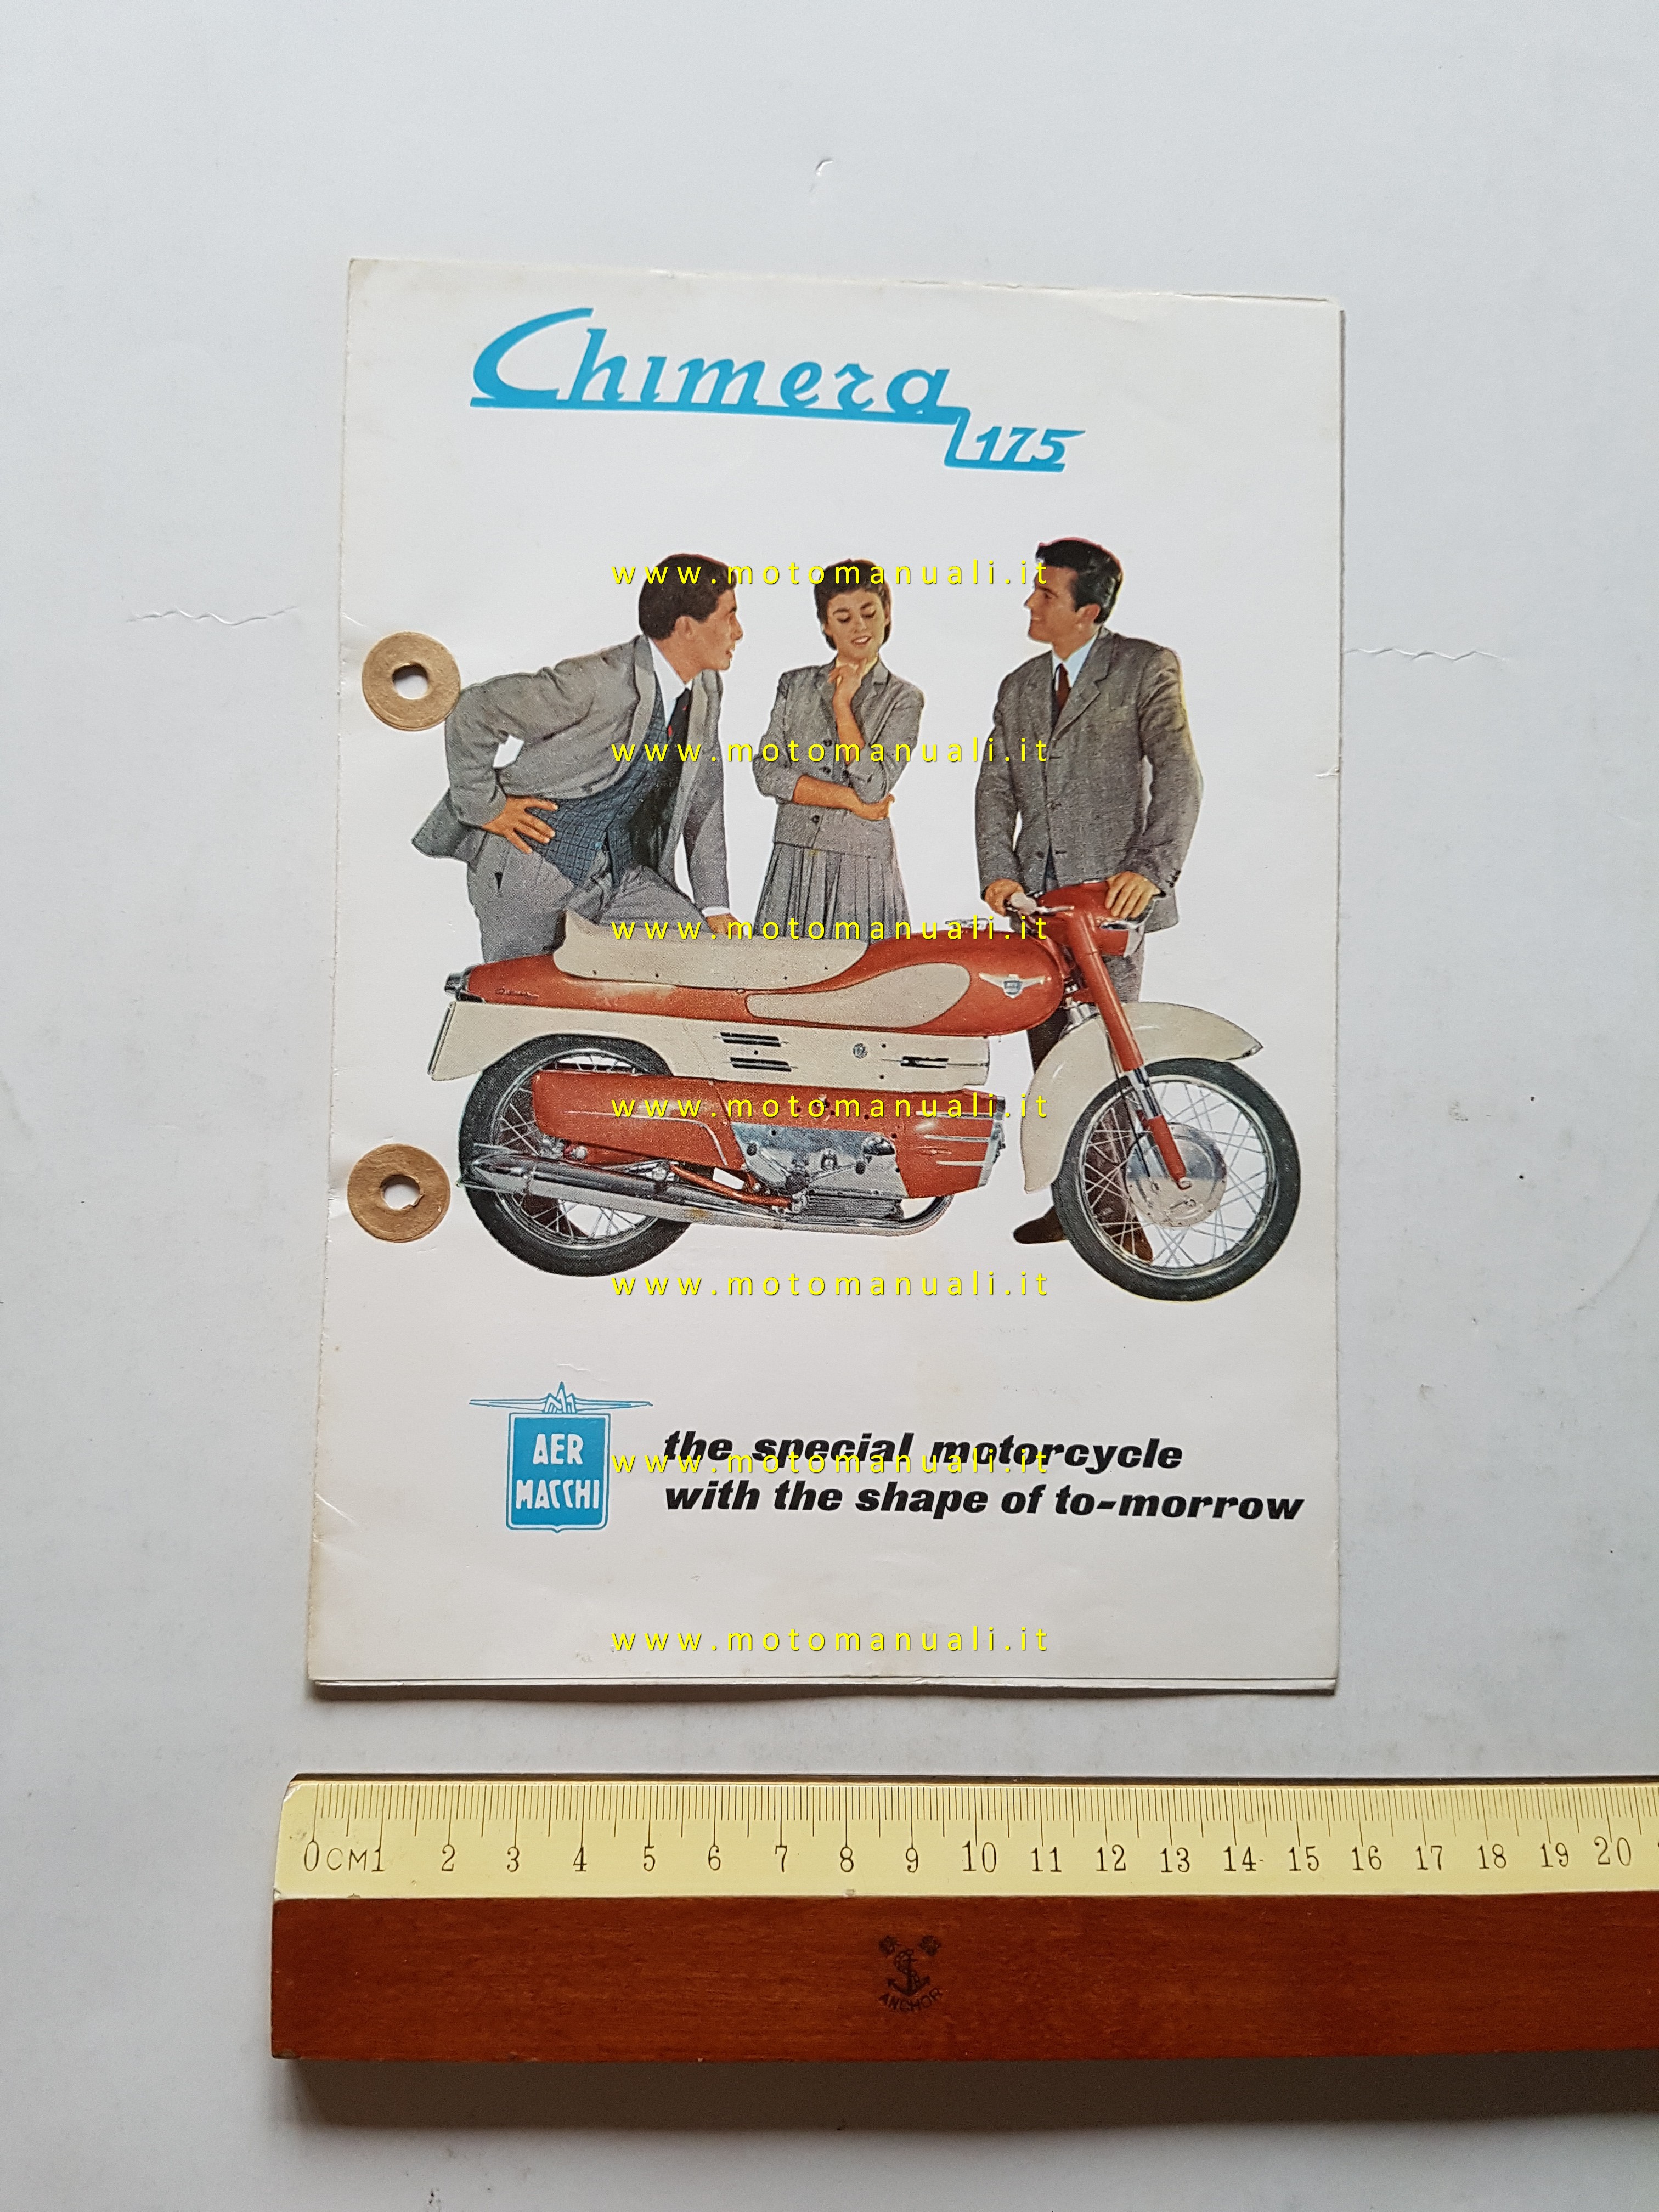 Chimera
175
www.motomanuali.it
www.motomanuali.it
www.motomanuali.it
www.motomanuali.it
www.motomanuali.it
AER
MACCHI
the special motorcycle
www.motomanuali.it
with the shape of to-morrow
www.motomanuali.it
0CM1 2 3 4 5 6 7 8 9 10 11 12 13 14 15 16 17 18 19 20
ANCHOR